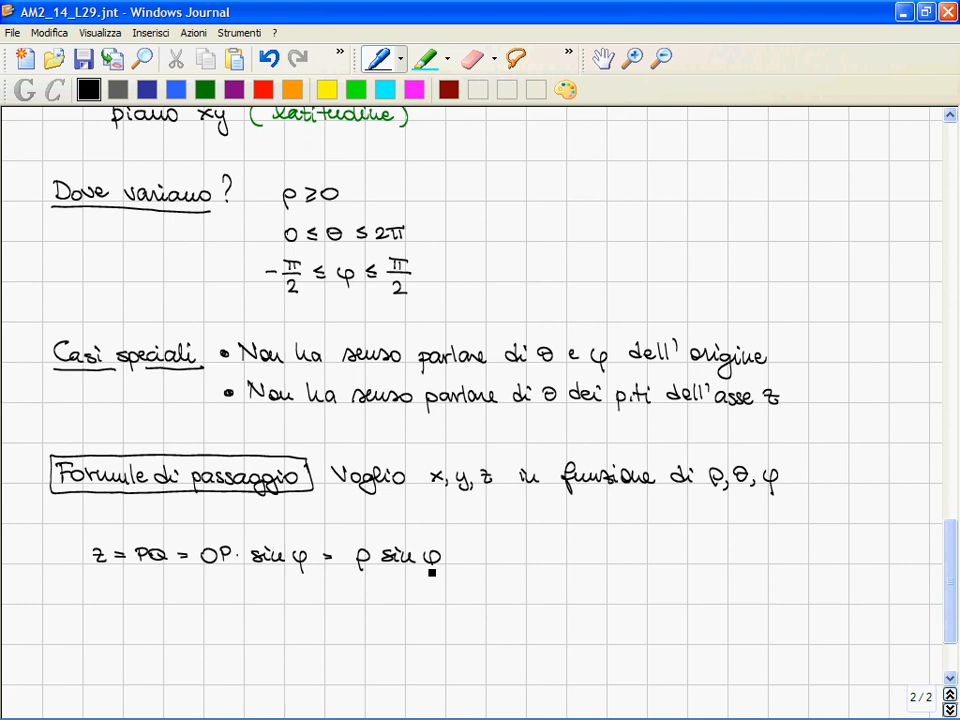 AM2_14_L29.jnt - Windows Journal
File Modifica Visualizza Inserisci Azioni Strumenti ?
» »
G C
piano xy (latitudine)
Dove variano? ρ ≥ 0
0 ≤ θ ≤ 2π
-π/2 ≤ φ ≤ π/2
Casi speciali • Non ha senso parlare di θ e φ dell'origine
• Non ha senso parlare di θ dei p.ti dell'asse z
Formule di passaggio Voglio x, y, z in funzione di ρ, θ, φ
z = PQ = OP · sin φ = ρ sin φ
2 / 2